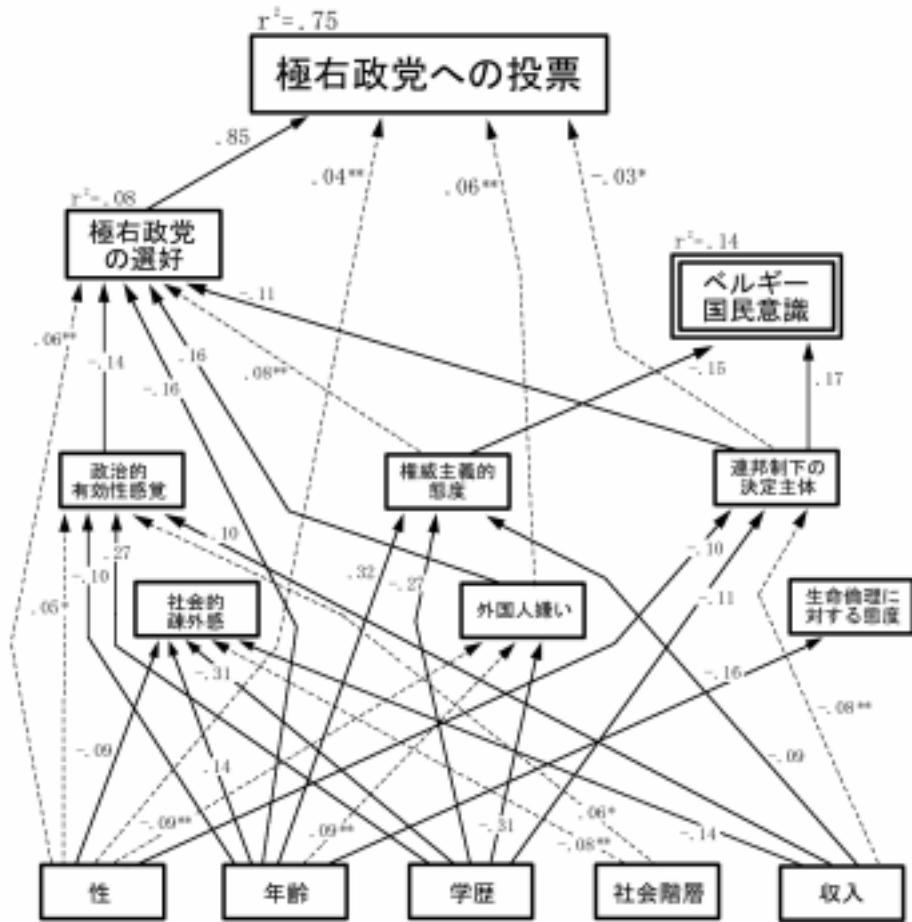 r²=.75
極右政党への投票
.85
.04**
.06**
-.03*
r²=.08
極右政党
の選好
r²=.14
ベルギー
国民意識
-.11
.06**
-.14
.16
-.16
.08**
-.15
.17
政治的
有効性感覚
権威主義的
態度
連邦制下の
決定主体
.10
.27
-.10
.05*
社会的
疎外感
.32
-.27
外国人嫌い
-.10
-.11
生命倫理に
対する態度
-.31
-.16
-.08**
-.09
.14
-.09
-.09**
.09**
-.31
.06*
-.08**
-.14
性
年齢
学歴
社会階層
収入